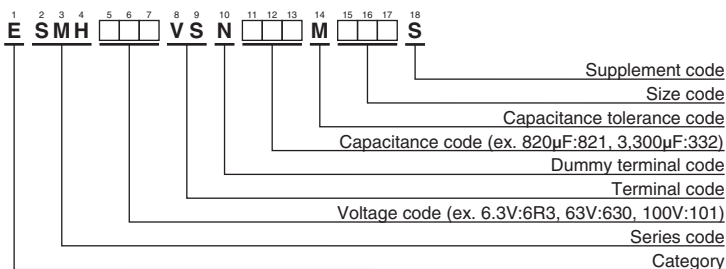 1 2 3 4 5 6 7 8 9 10 11 12 13 14 15 16 17 18
E SMH VS N M S
Supplement code
Size code
Capacitance tolerance code
Capacitance code (ex. 820µF:821, 3,300µF:332)
Dummy terminal code
Terminal code
Voltage code (ex. 6.3V:6R3, 63V:630, 100V:101)
Series code
Category